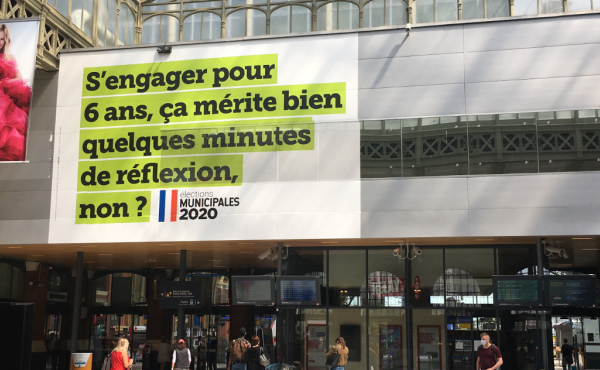 S'engager pour
6 ans, ça mérite bien
quelques minutes
de réflexion,
non ?
élections
MUNICIPALES
2020